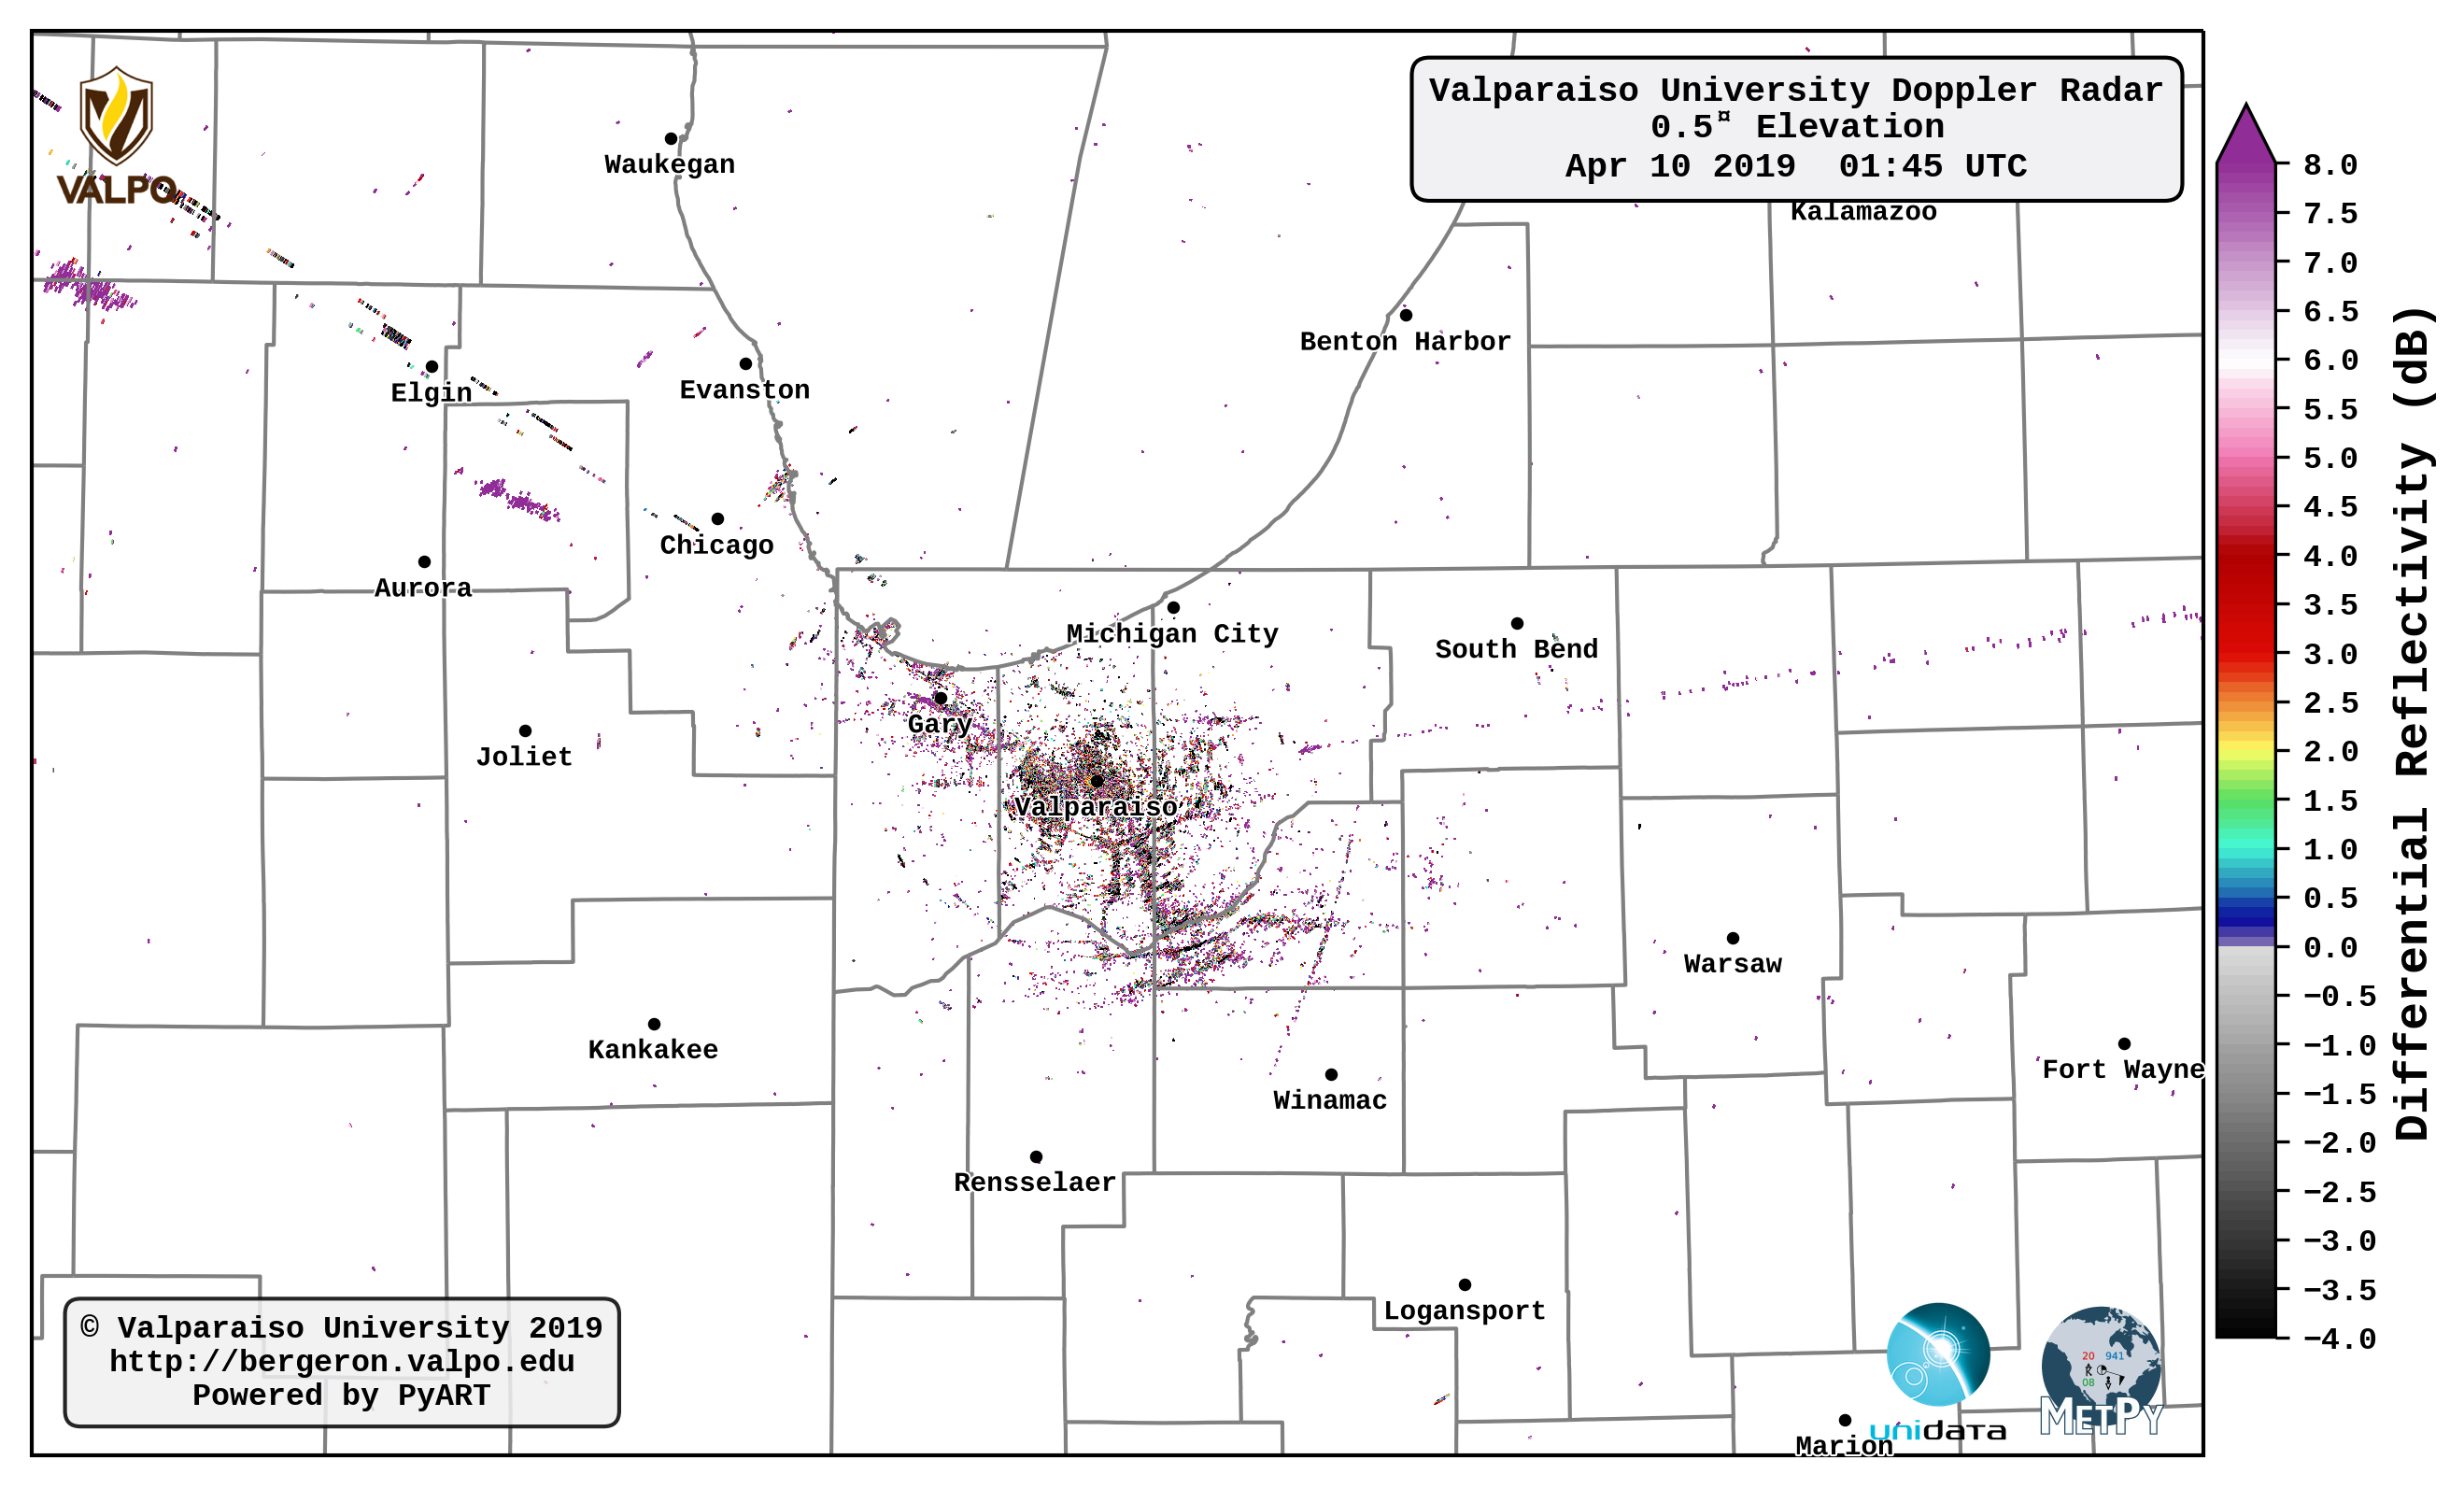 Valparaiso University Doppler Radar
0.5¤ Elevation
Apr 10 2019  01:45 UTC
VALPO
Waukegan
Kalamazoo
Benton Harbor
Elgin
Evanston
Chicago
Aurora
Michigan City
South Bend
Gary
Joliet
Valparaiso
Warsaw
Kankakee
Fort Wayne
Winamac
Rensselaer
Logansport
Marion
© Valparaiso University 2019
http://bergeron.valpo.edu
Powered by PyART
unidata
20 941
08
METPY
8.0
7.5
7.0
6.5
6.0
5.5
5.0
4.5
4.0
3.5
3.0
2.5
2.0
1.5
1.0
0.5
0.0
−0.5
−1.0
−1.5
−2.0
−2.5
−3.0
−3.5
−4.0
Differential Reflectivity (dB)